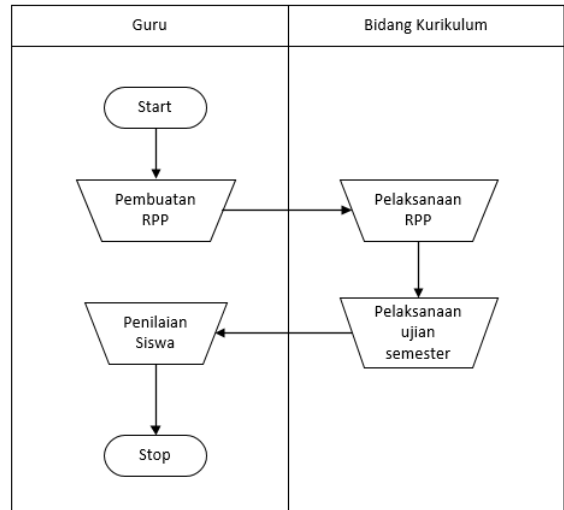 Guru
Bidang Kurikulum
Start
Pembuatan
RPP
Pelaksanaan
RPP
Pelaksanaan
ujian
semester
Penilaian
Siswa
Stop